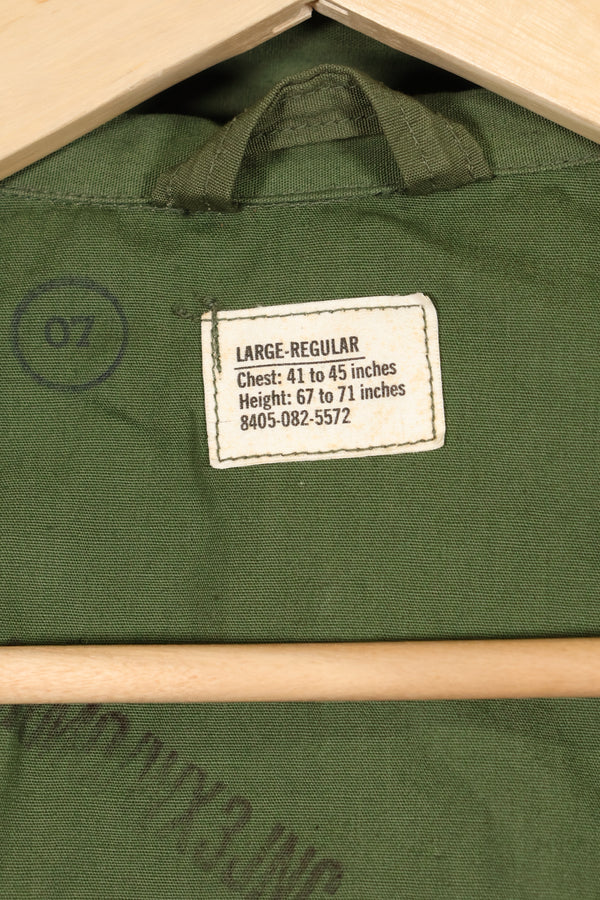 07
LARGE-REGULAR
Chest: 41 to 45 inches
Height: 67 to 71 inches
8405-082-5572